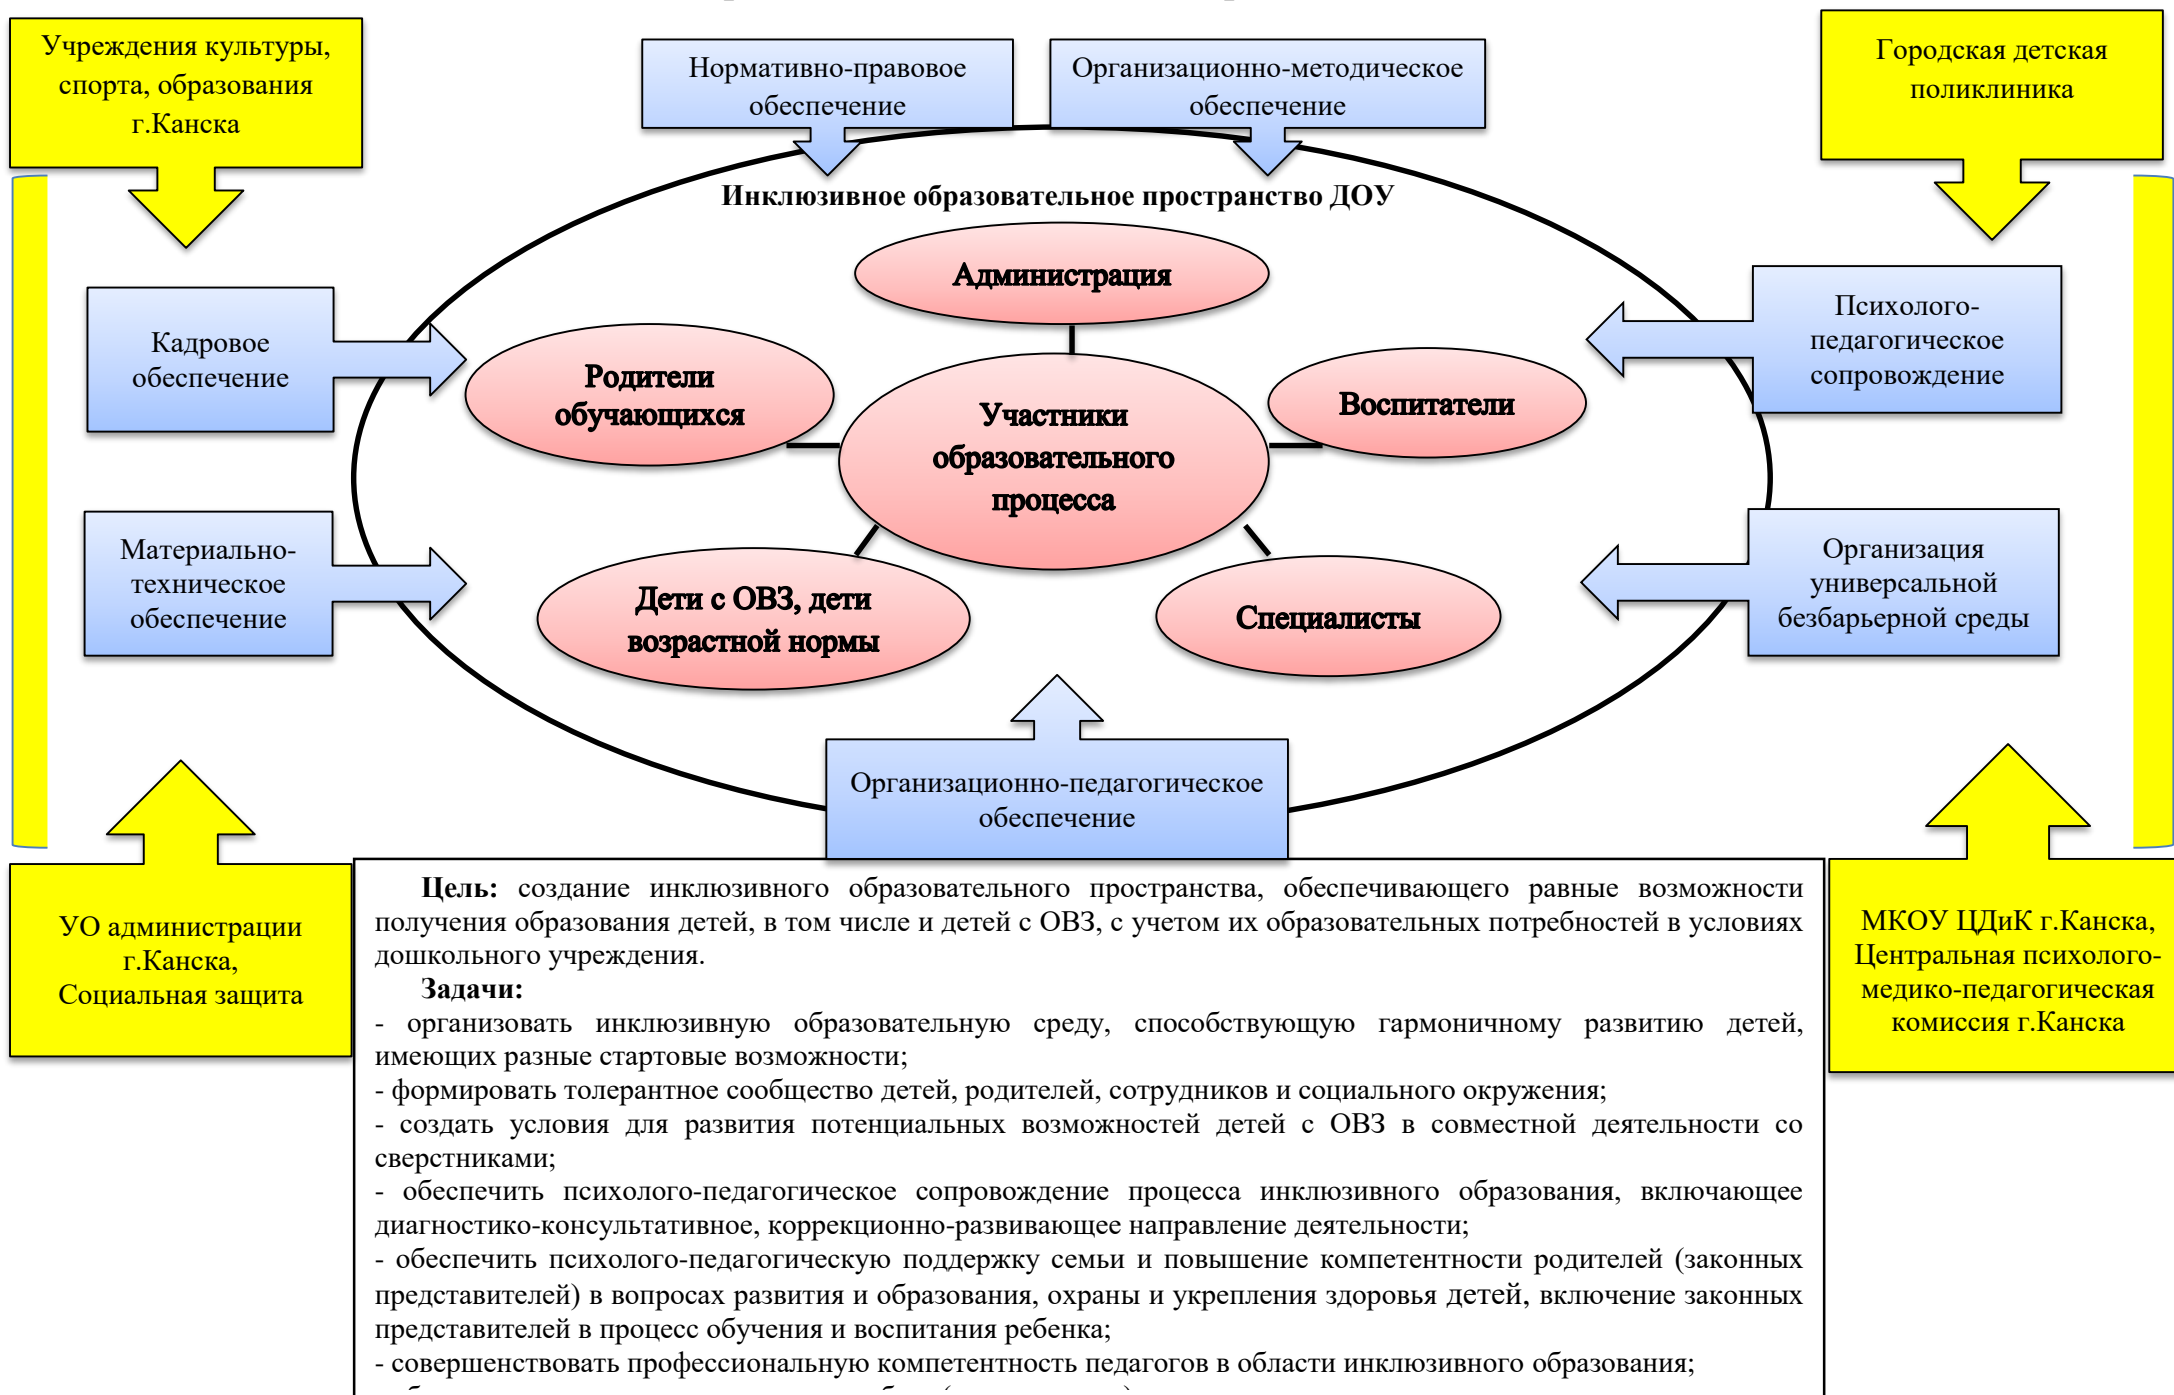 Учреждения культуры,
спорта, образования
г.Канска
Нормативно-правовое
обеспечение
Организационно-методическое
обеспечение
Городская детская
поликлиника
Инклюзивное образовательное пространство ДОУ
Администрация
Кадровое
обеспечение
Родители
обучающихся
Участники
образовательного
процесса
Воспитатели
Психолого-
педагогическое
сопровождение
Материально-
техническое
обеспечение
Дети с ОВЗ, дети
возрастной нормы
Специалисты
Организация
универсальной
безбарьерной среды
Организационно-педагогическое
обеспечение
УО администрации
г.Канска,
Социальная защита
МКОУ ЦДиК г.Канска,
Центральная психолого-
медико-педагогическая
комиссия г.Канска
Цель: создание инклюзивного образовательного пространства, обеспечивающего равные возможности
получения образования детей, в том числе и детей с ОВЗ, с учетом их образовательных потребностей в условиях
дошкольного учреждения.
Задачи:
- организовать инклюзивную образовательную среду, способствующую гармоничному развитию детей,
имеющих разные стартовые возможности;
- формировать толерантное сообщество детей, родителей, сотрудников и социального окружения;
- создать условия для развития потенциальных возможностей детей с ОВЗ в совместной деятельности со
сверстниками;
- обеспечить психолого-педагогическое сопровождение процесса инклюзивного образования, включающее
диагностико-консультативное, коррекционно-развивающее направление деятельности;
- обеспечить психолого-педагогическую поддержку семьи и повышение компетентности родителей (законных
представителей) в вопросах развития и образования, охраны и укрепления здоровья детей, включение законных
представителей в процесс обучения и воспитания ребенка;
- совершенствовать профессиональную компетентность педагогов в области инклюзивного образования;